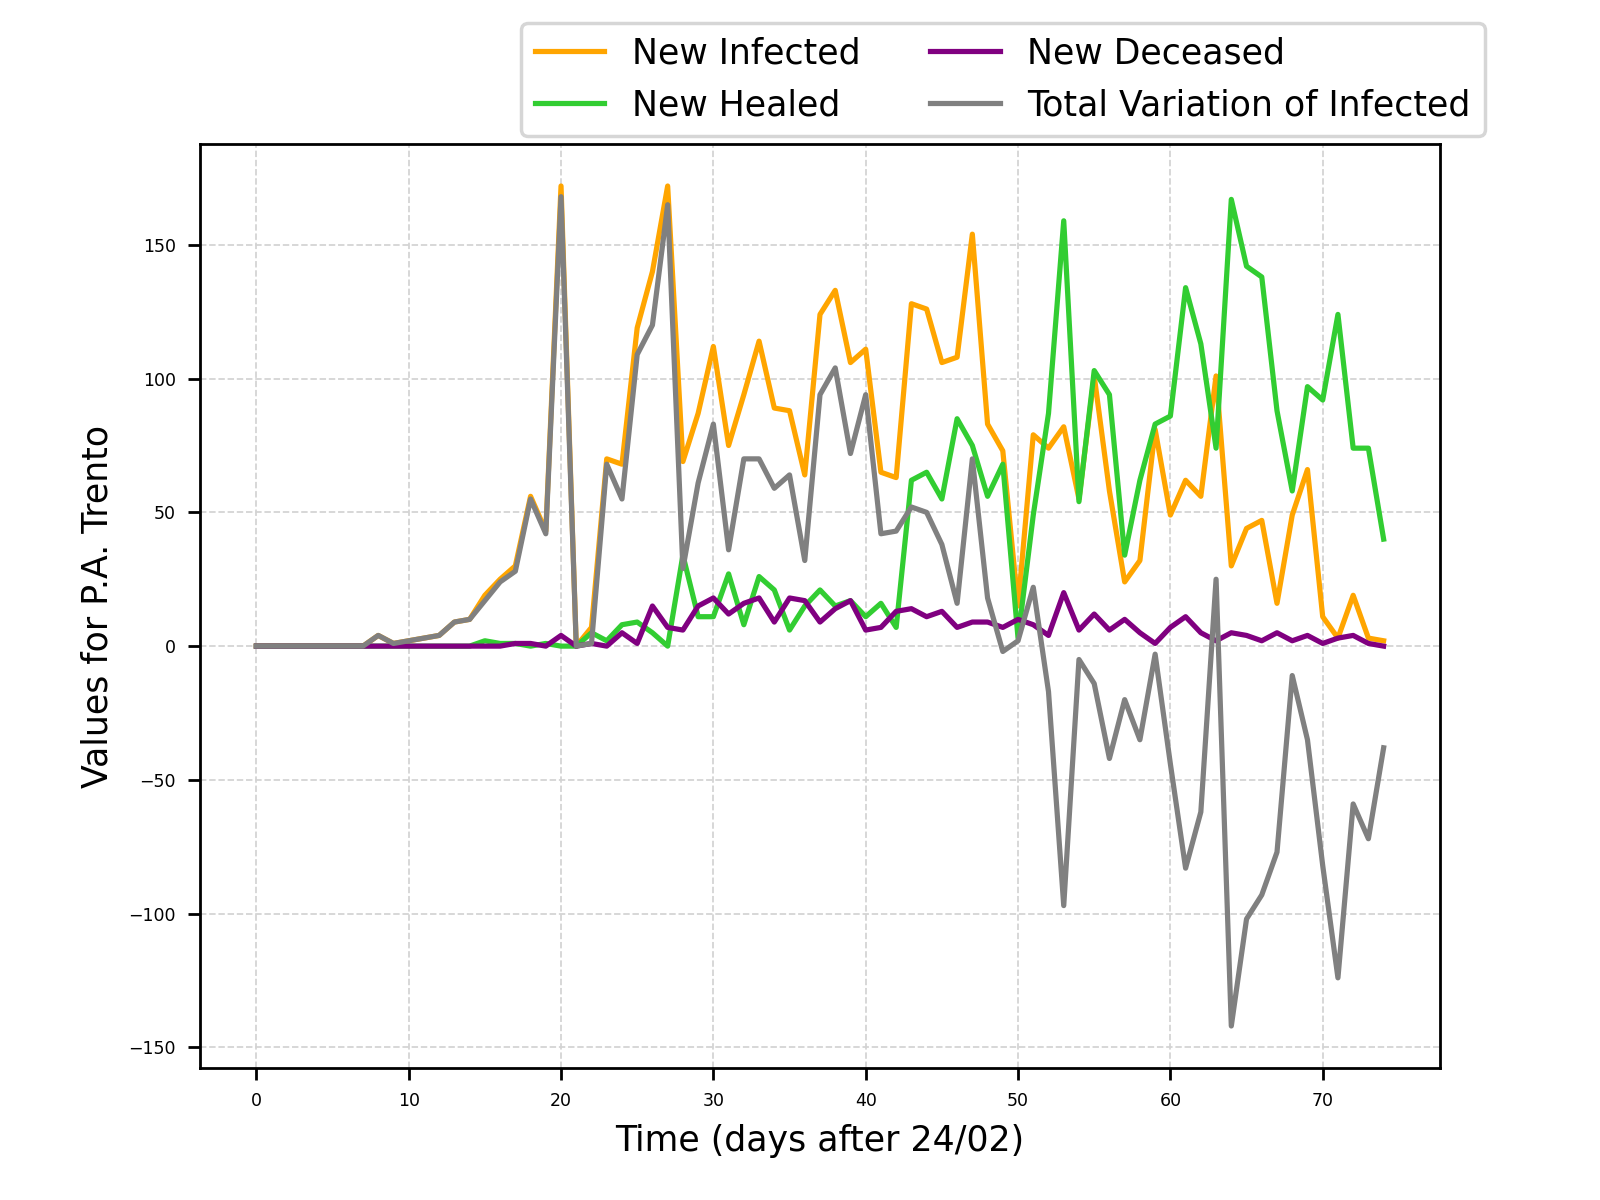 New Infected
New Healed
New Deceased
Total Variation of Infected
Values for P.A. Trento
150
100
50
0
−50
−100
−150
0 10 20 30 40 50 60 70
Time (days after 24/02)